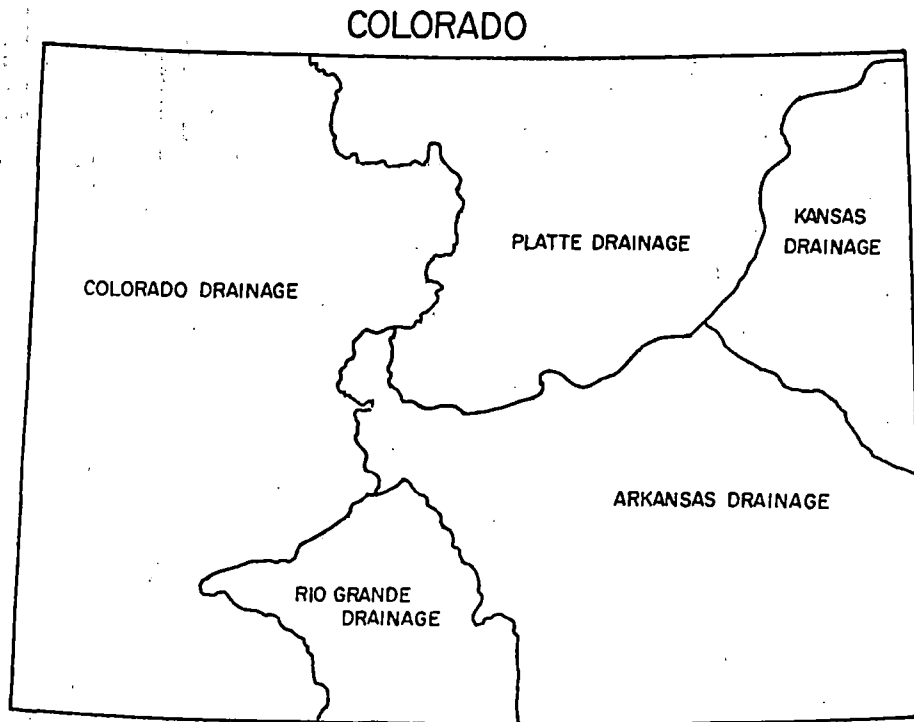 COLORADO
KANSAS
DRAINAGE
PLATTE DRAINAGE
COLORADO DRAINAGE
ARKANSAS DRAINAGE
RIO GRANDE
DRAINAGE